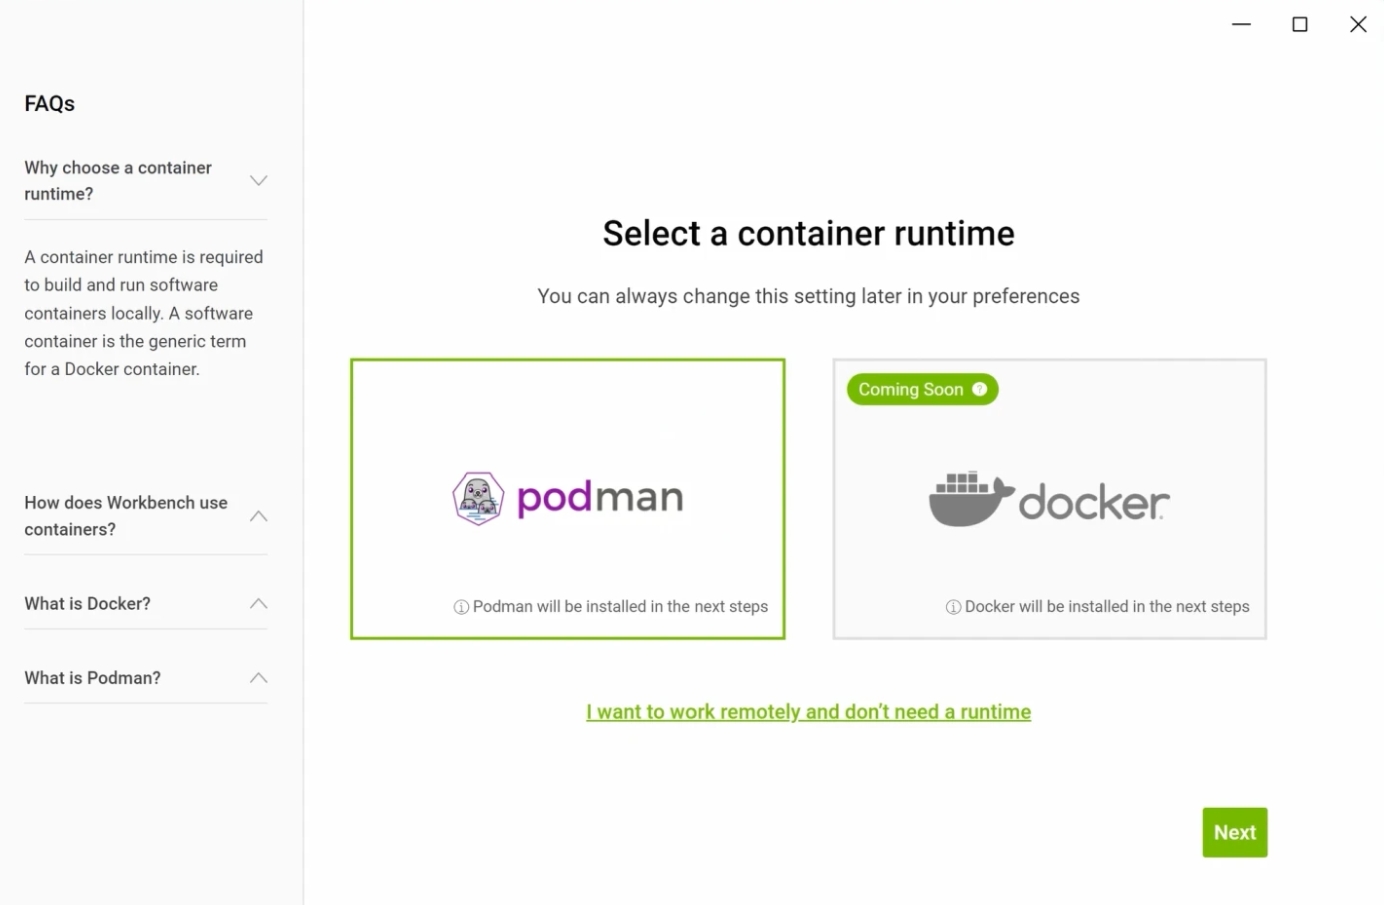 FAQs
Why choose a container
runtime?
A container runtime is required
to build and run software
containers locally. A software
container is the generic term
for a Docker container.
How does Workbench use
containers?
What is Docker?
What is Podman?
Select a container runtime
You can always change this setting later in your preferences
podman
Podman will be installed in the next steps
Coming Soon ?
docker
Docker will be installed in the next steps
I want to work remotely and don’t need a runtime
Next